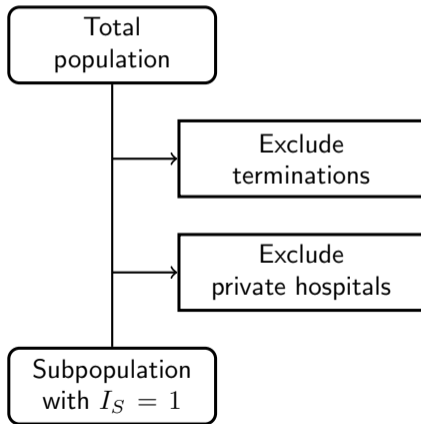 Total
population
Exclude
terminations
Exclude
private hospitals
Subpopulation
with I_S = 1